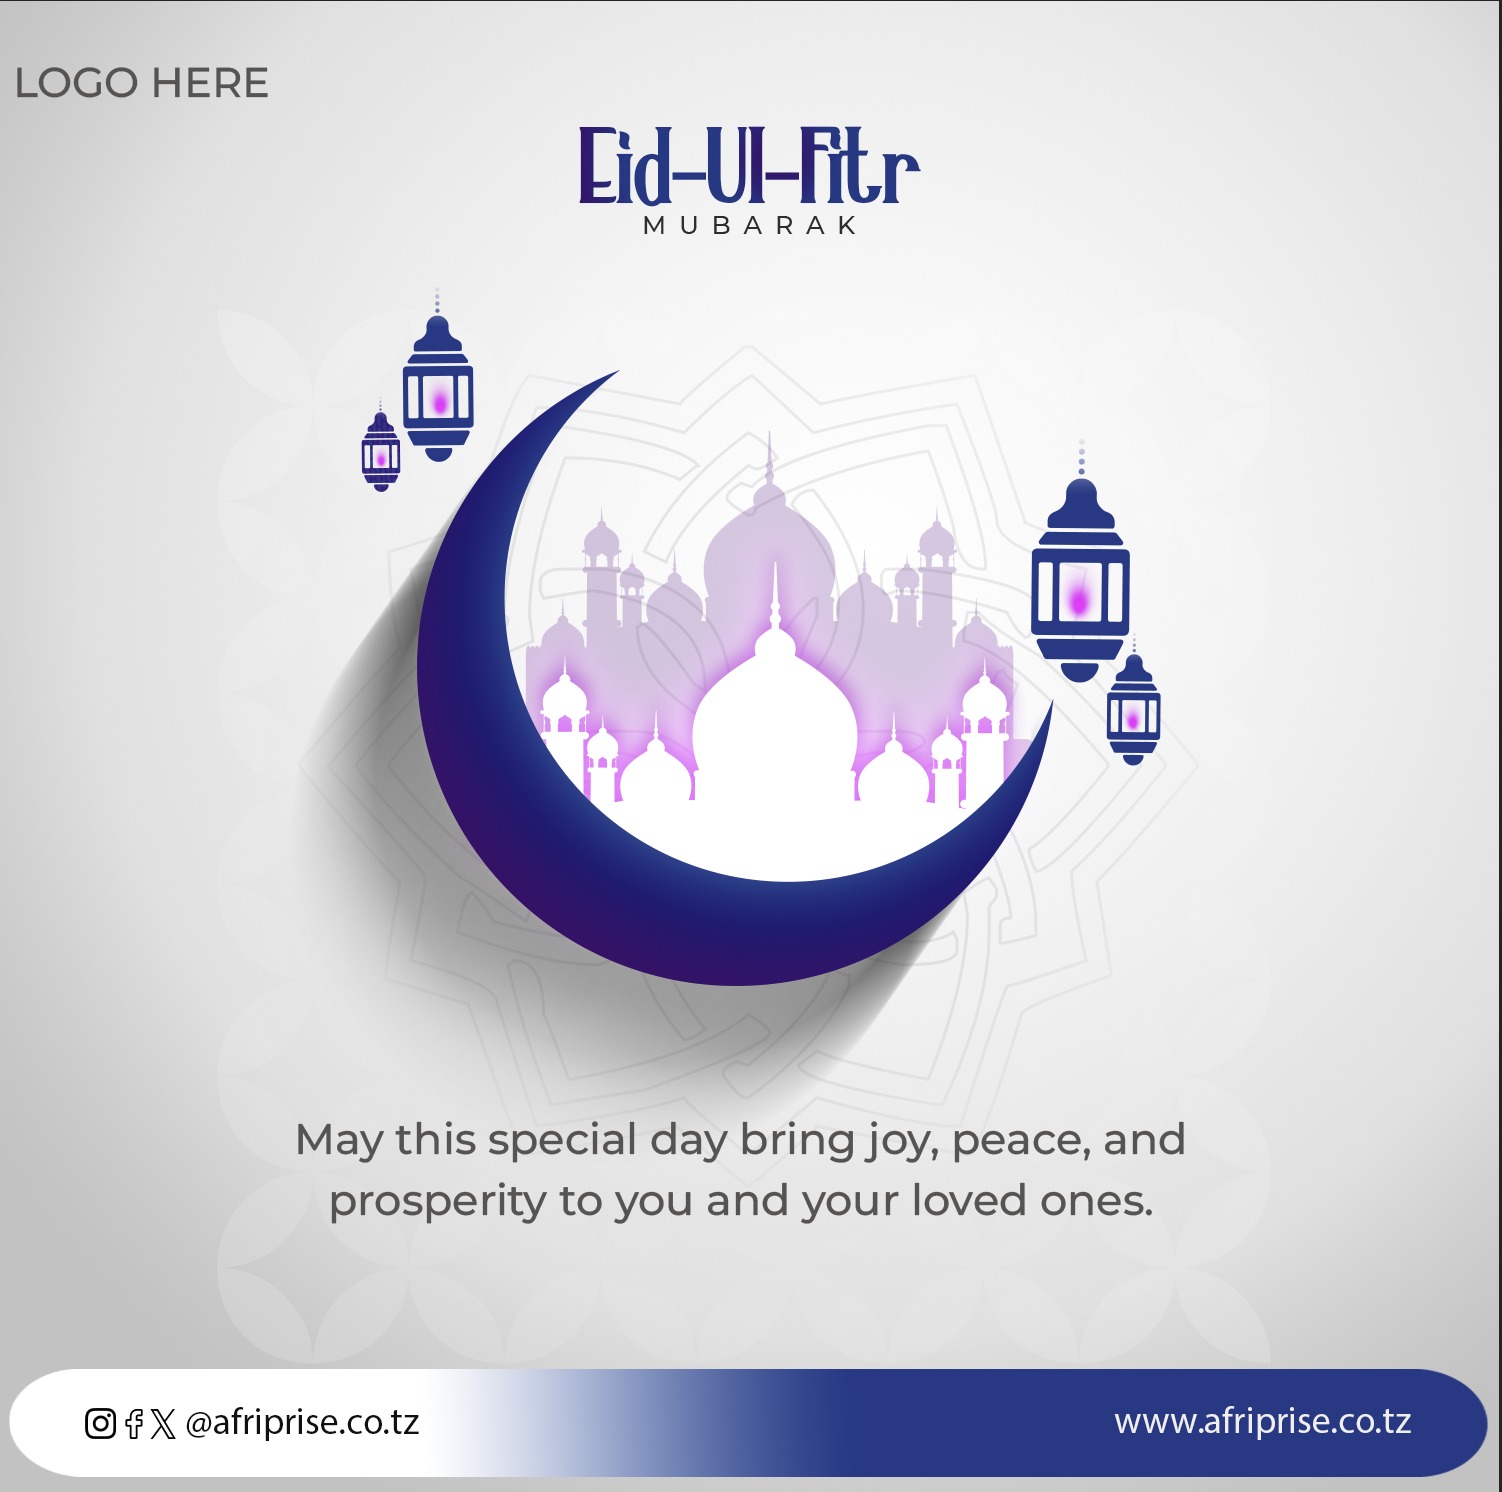 LOGO HERE
Eid-Ul-Fitr
MUBARAK
May this special day bring joy, peace, and
prosperity to you and your loved ones.
@afriprise.co.tz
www.afriprise.co.tz